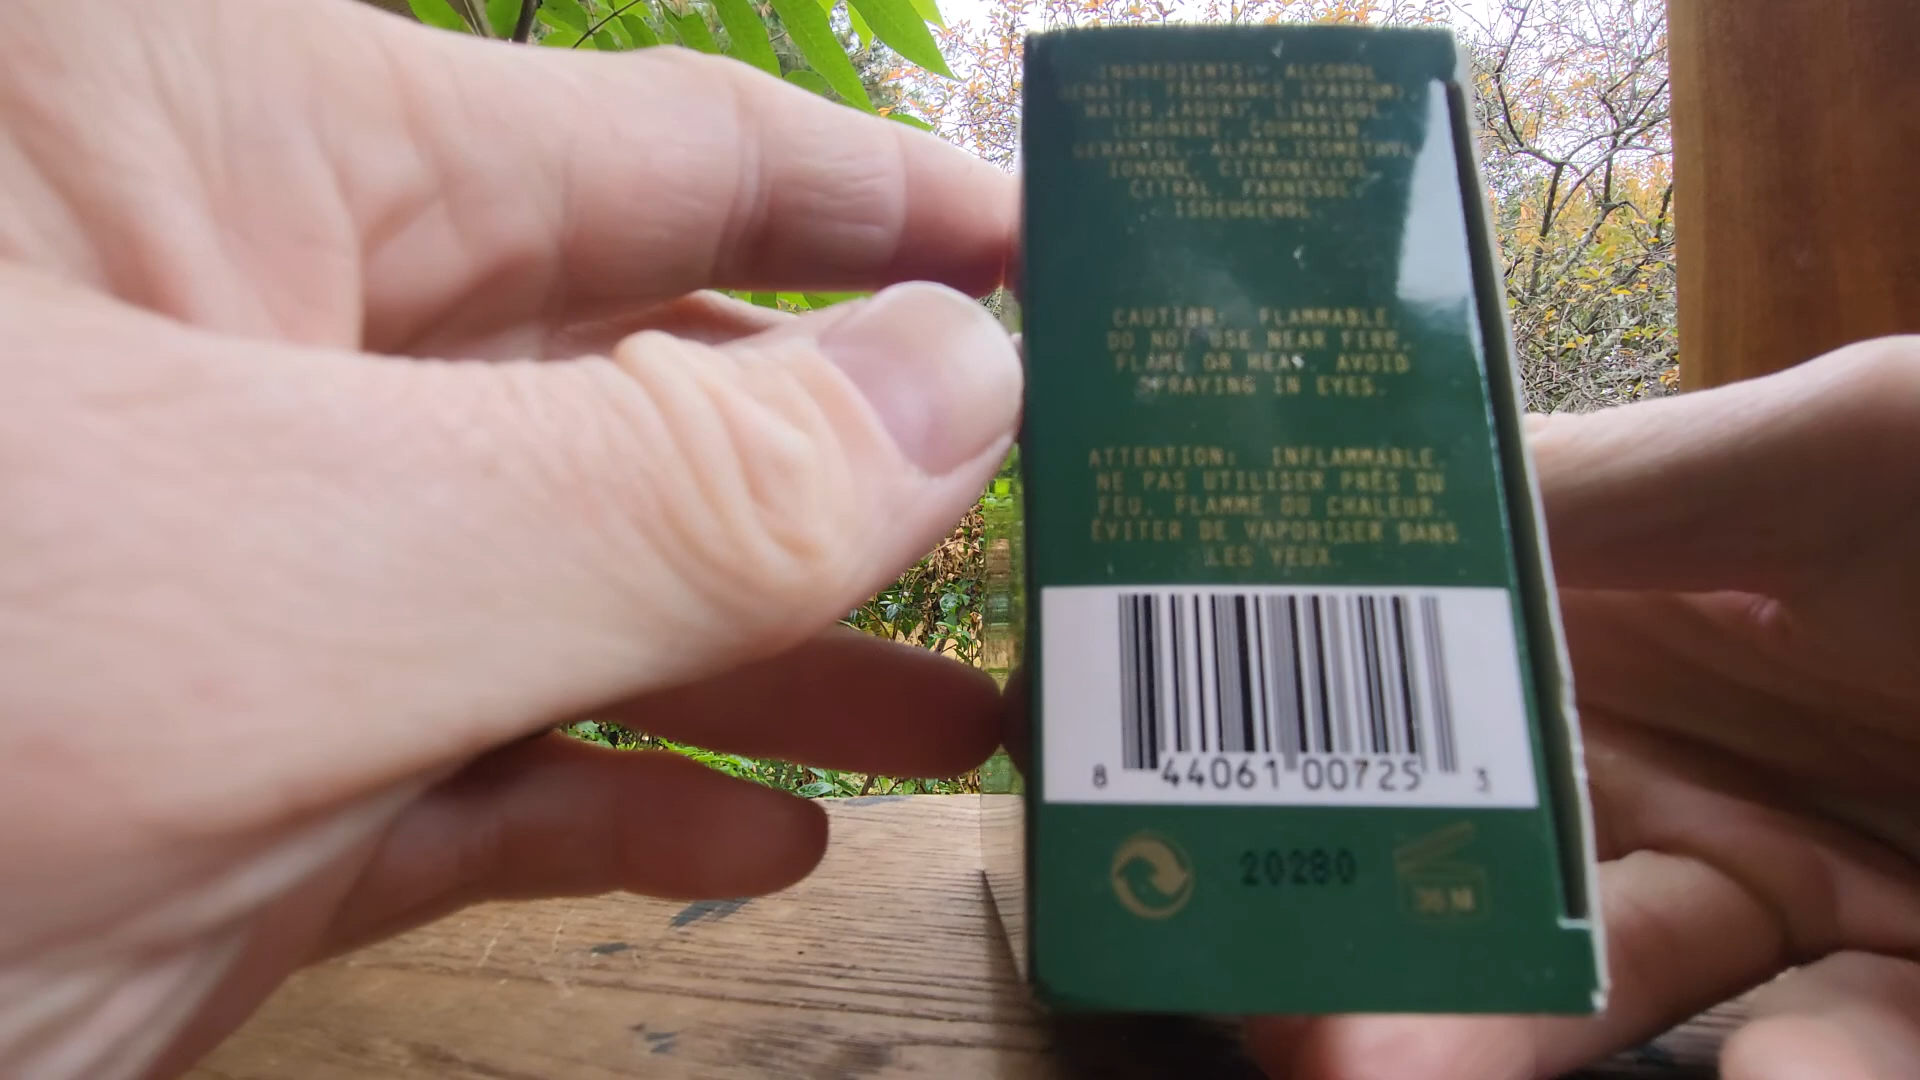 INGREDIENTS: ALCOHOL
DENAT., FRAGRANCE (PARFUM),
WATER (AQUA), LINALOOL,
LIMONENE, COUMARIN,
GERANIOL, ALPHA-ISOMETHYL
IONONE, CITRONELLOL,
CITRAL, FARNESOL,
ISOEUGENOL.
CAUTION: FLAMMABLE.
DO NOT USE NEAR FIRE,
FLAME OR HEAT. AVOID
SPRAYING IN EYES.
ATTENTION: INFLAMMABLE.
NE PAS UTILISER PRÈS DU
FEU, FLAMME OU CHALEUR.
ÉVITER DE VAPORISER DANS
LES YEUX.
8 44061 00725 3
20280
36 M